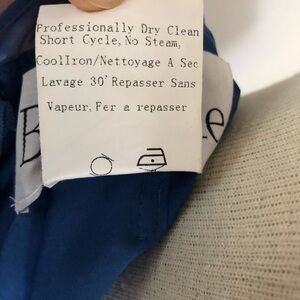 Professionally Dry Clean
Short Cycle, No Steam,
CoolIron/Nettoyage A Sec
Lavage 30' Repasser Sans
Vapeur, Fer a repasser